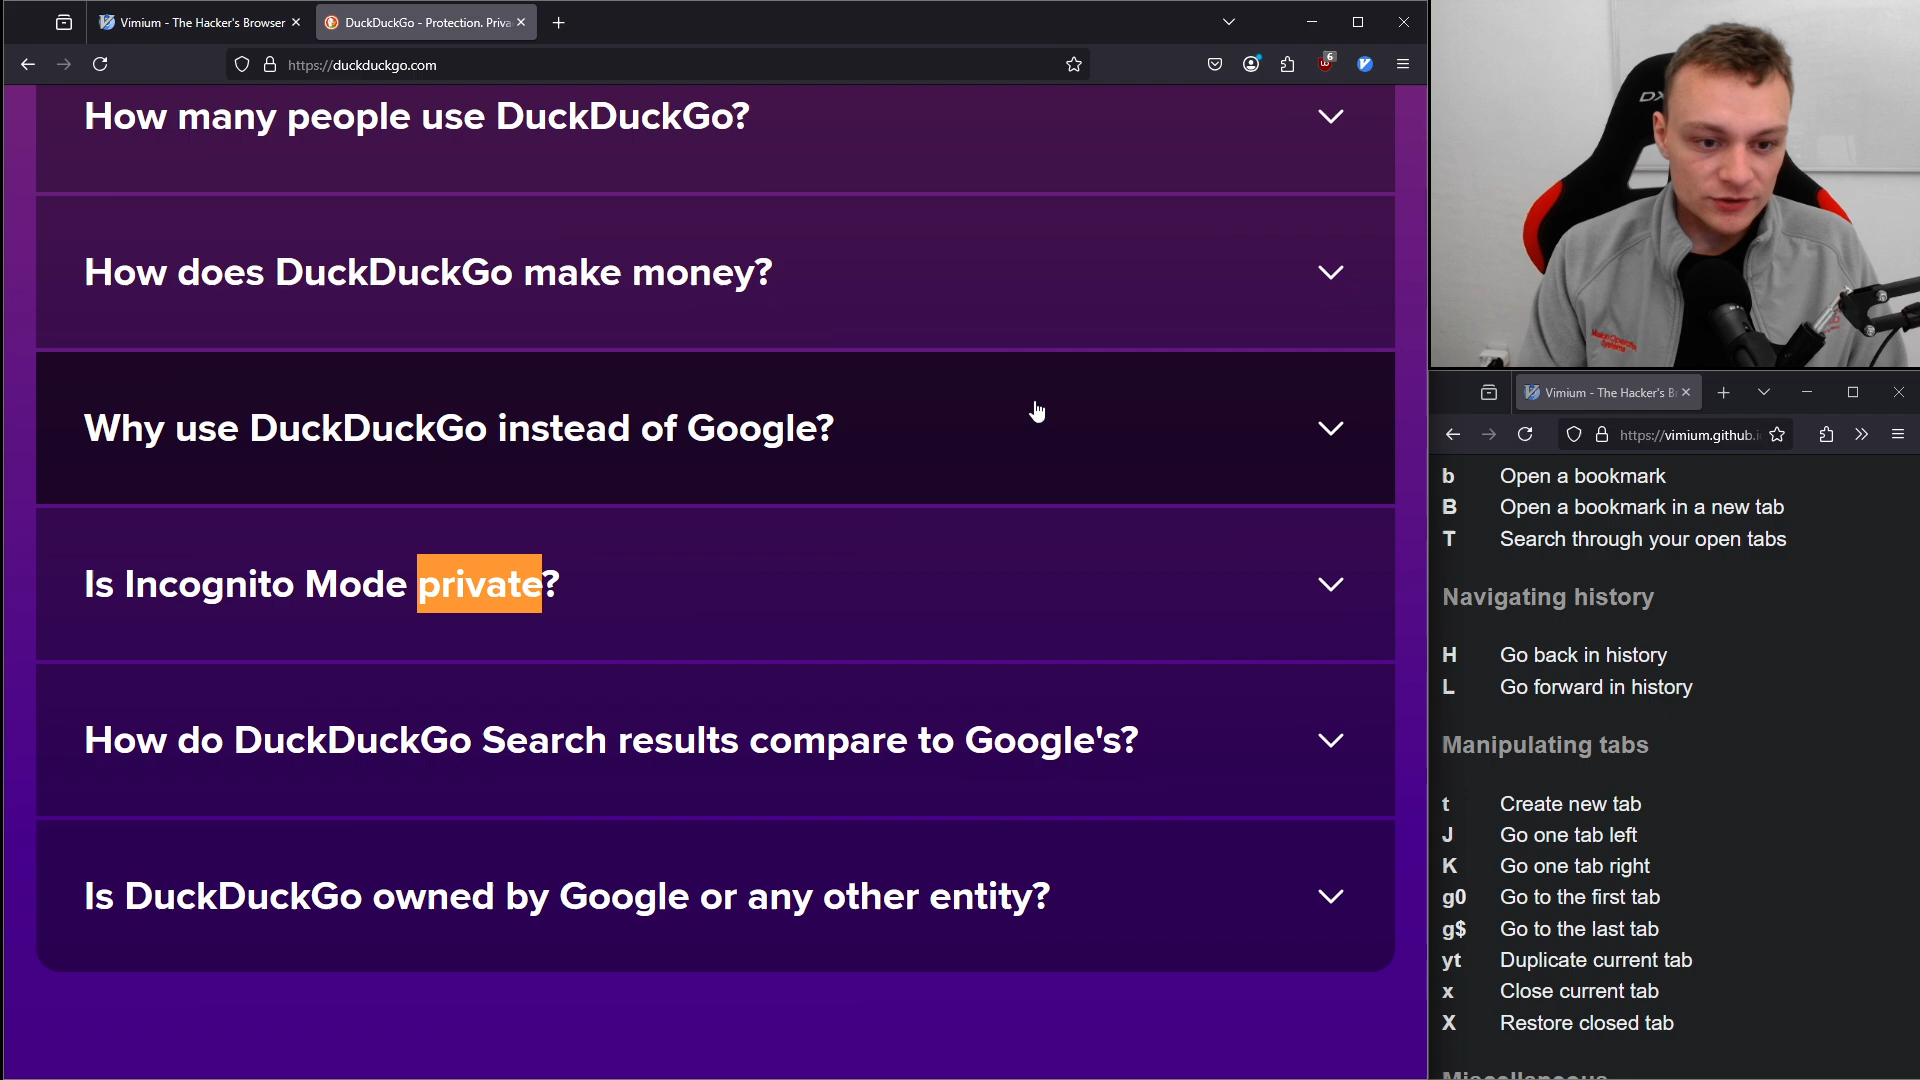 Vimium - The Hacker's Browser
DuckDuckGo - Protection. Priva
https://duckduckgo.com
6
How many people use DuckDuckGo?
How does DuckDuckGo make money?
Why use DuckDuckGo instead of Google?
Is Incognito Mode private?
How do DuckDuckGo Search results compare to Google's?
Is DuckDuckGo owned by Google or any other entity?
DX
Vimium - The Hacker's B
https://vimium.github.i
b Open a bookmark
B Open a bookmark in a new tab
T Search through your open tabs
Navigating history
H Go back in history
L Go forward in history
Manipulating tabs
t Create new tab
J Go one tab left
K Go one tab right
g0 Go to the first tab
g$ Go to the last tab
yt Duplicate current tab
x Close current tab
X Restore closed tab
Miscellaneous